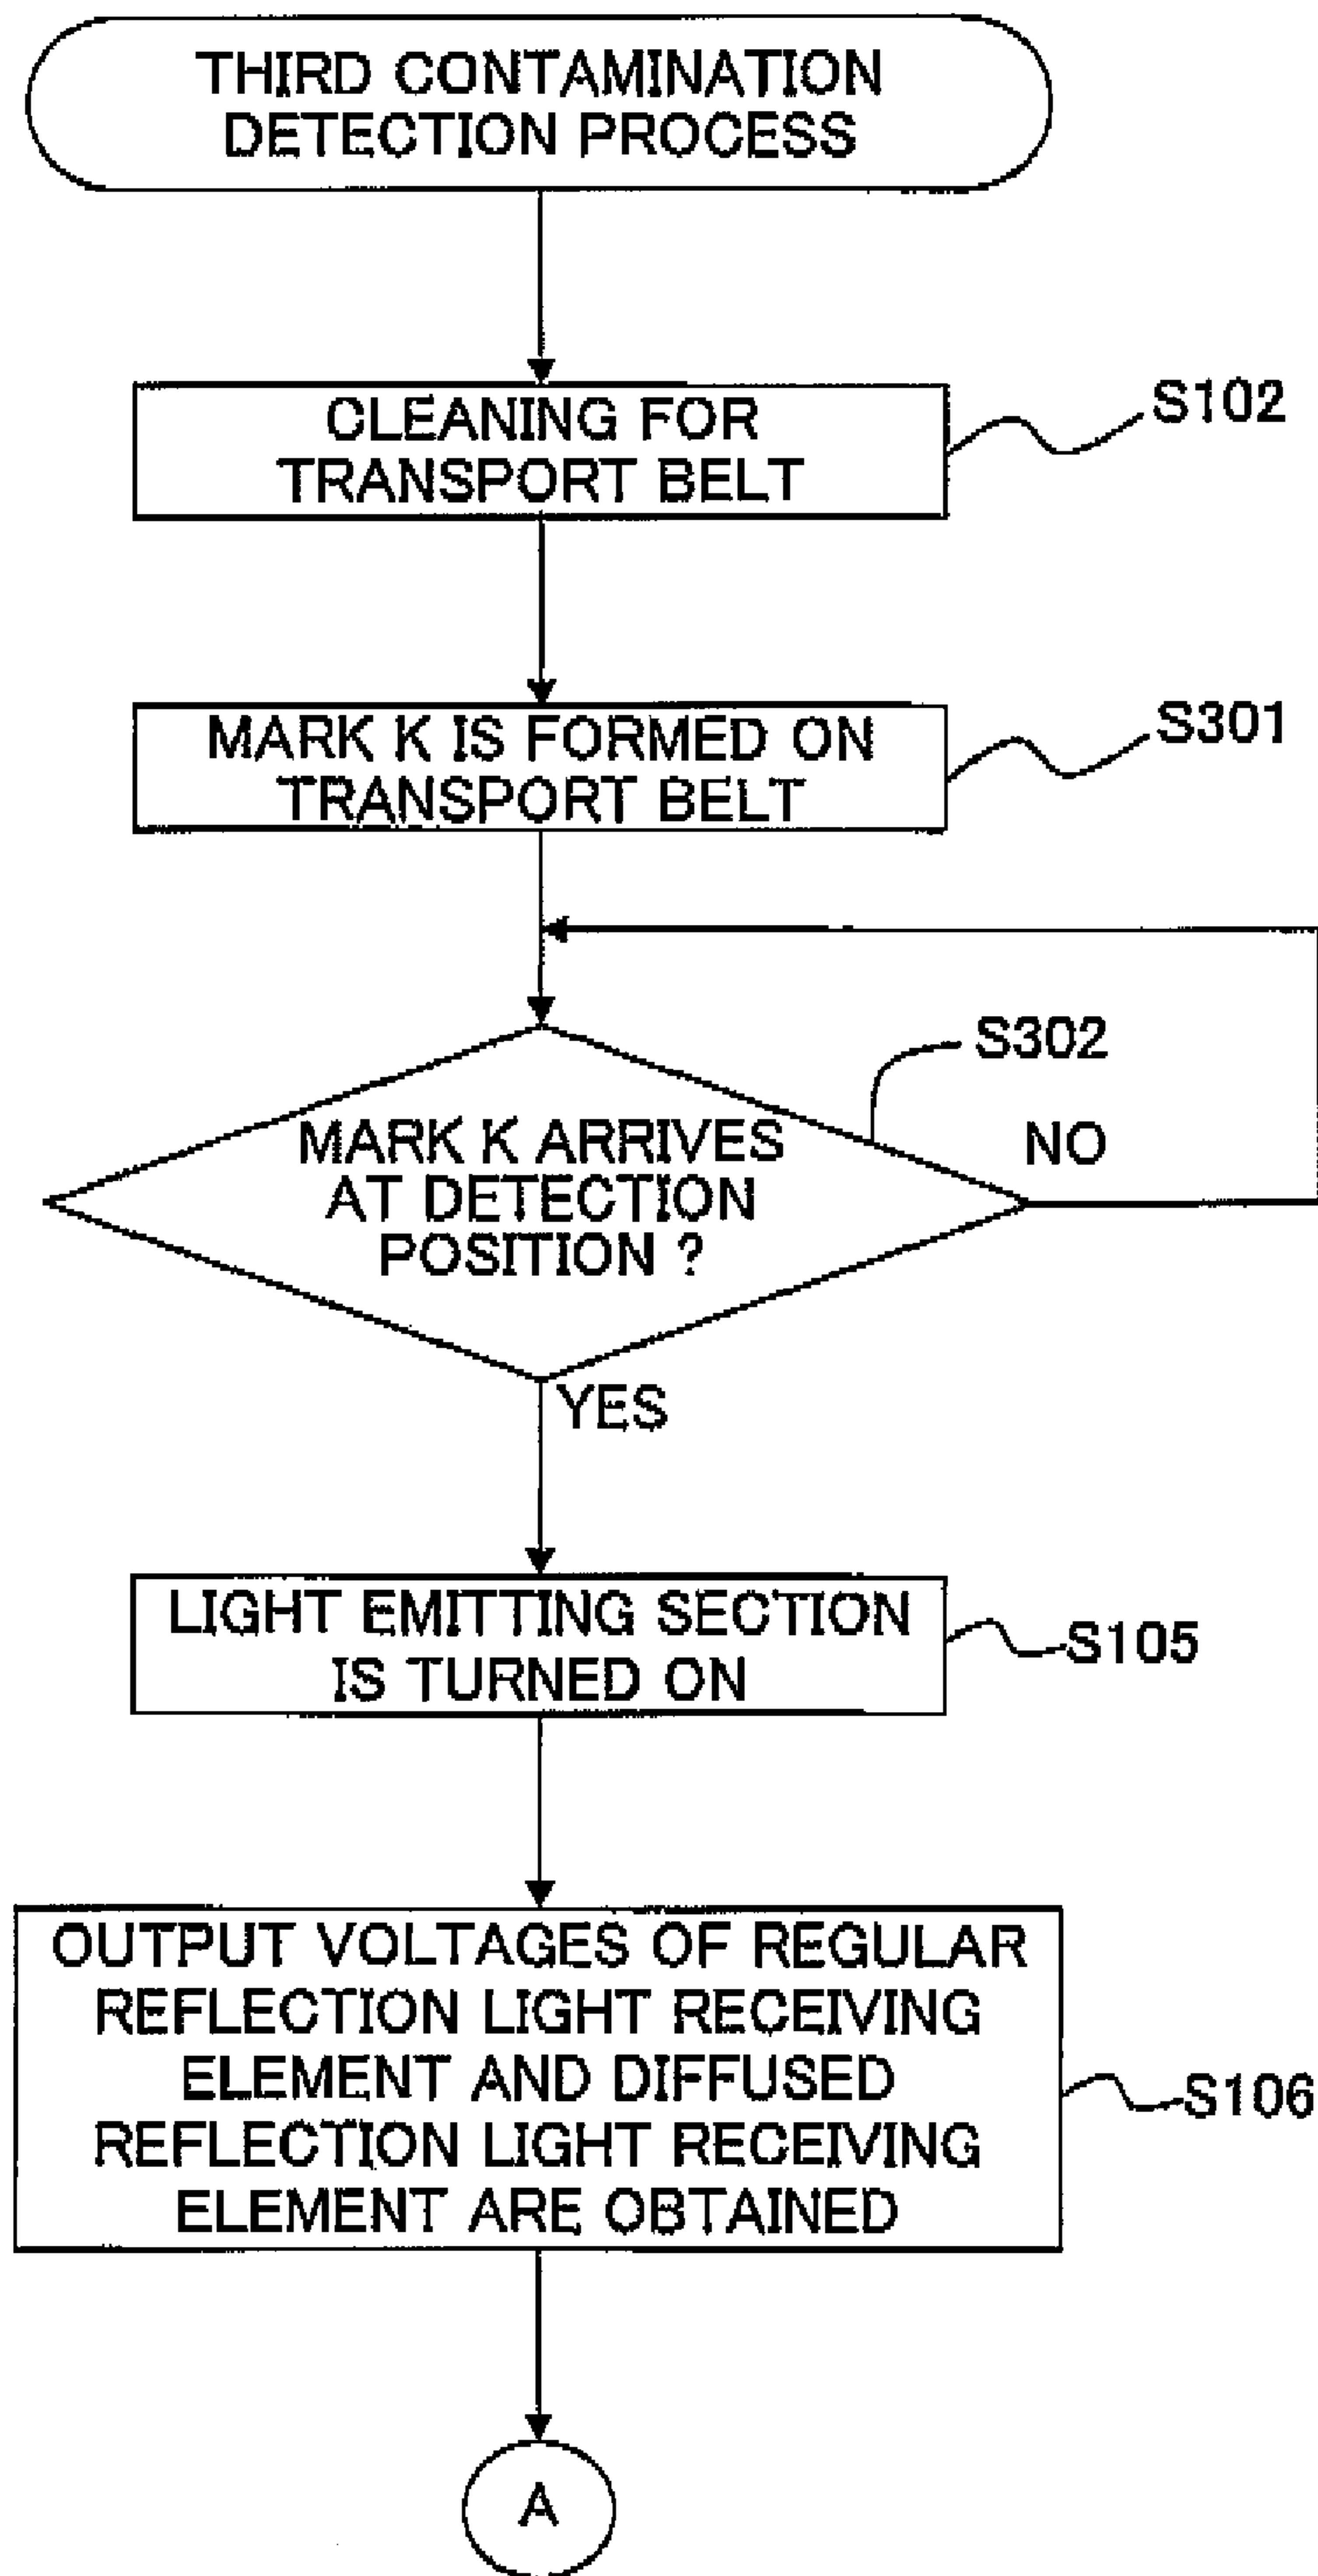 THIRD CONTAMINATION
DETECTION PROCESS
CLEANING FOR
TRANSPORT BELT
S102
MARK K IS FORMED ON
TRANSPORT BELT
S301
S302
MARK K ARRIVES
AT DETECTION
POSITION ?
NO
YES
LIGHT EMITTING SECTION
IS TURNED ON
S105
OUTPUT VOLTAGES OF REGULAR
REFLECTION LIGHT RECEIVING
ELEMENT AND DIFFUSED
REFLECTION LIGHT RECEIVING
ELEMENT ARE OBTAINED
S106
A